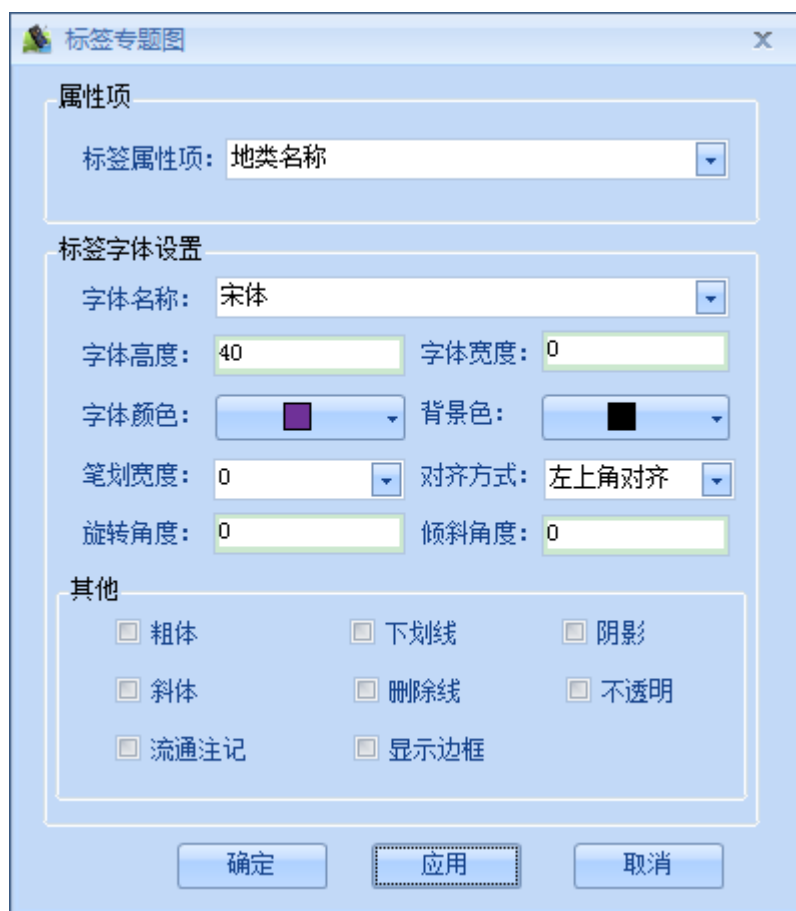 标签专题图
属性项
标签属性项: 地类名称
标签字体设置
字体名称: 宋体
字体高度: 40 字体宽度: 0
字体颜色: 背景色:
笔划宽度: 0 对齐方式: 左上角对齐
旋转角度: 0 倾斜角度: 0
其他
粗体 下划线 阴影
斜体 删除线 不透明
流通注记 显示边框
确定 应用 取消